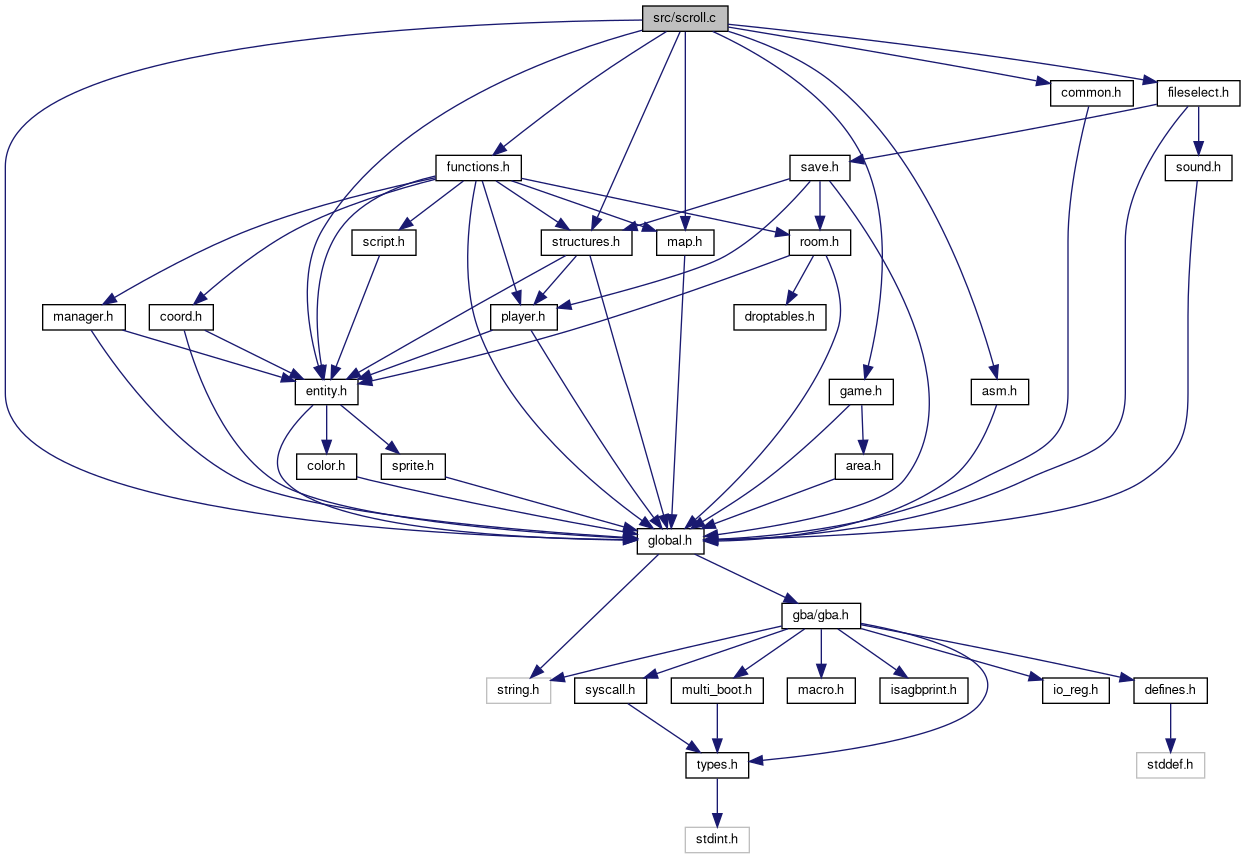 src/scroll.c
common.h
fileselect.h
functions.h
save.h
sound.h
script.h
structures.h
map.h
room.h
manager.h
coord.h
player.h
droptables.h
entity.h
game.h
asm.h
color.h
sprite.h
area.h
global.h
gba/gba.h
string.h
syscall.h
multi_boot.h
macro.h
isagbprint.h
io_reg.h
defines.h
types.h
stddef.h
stdint.h